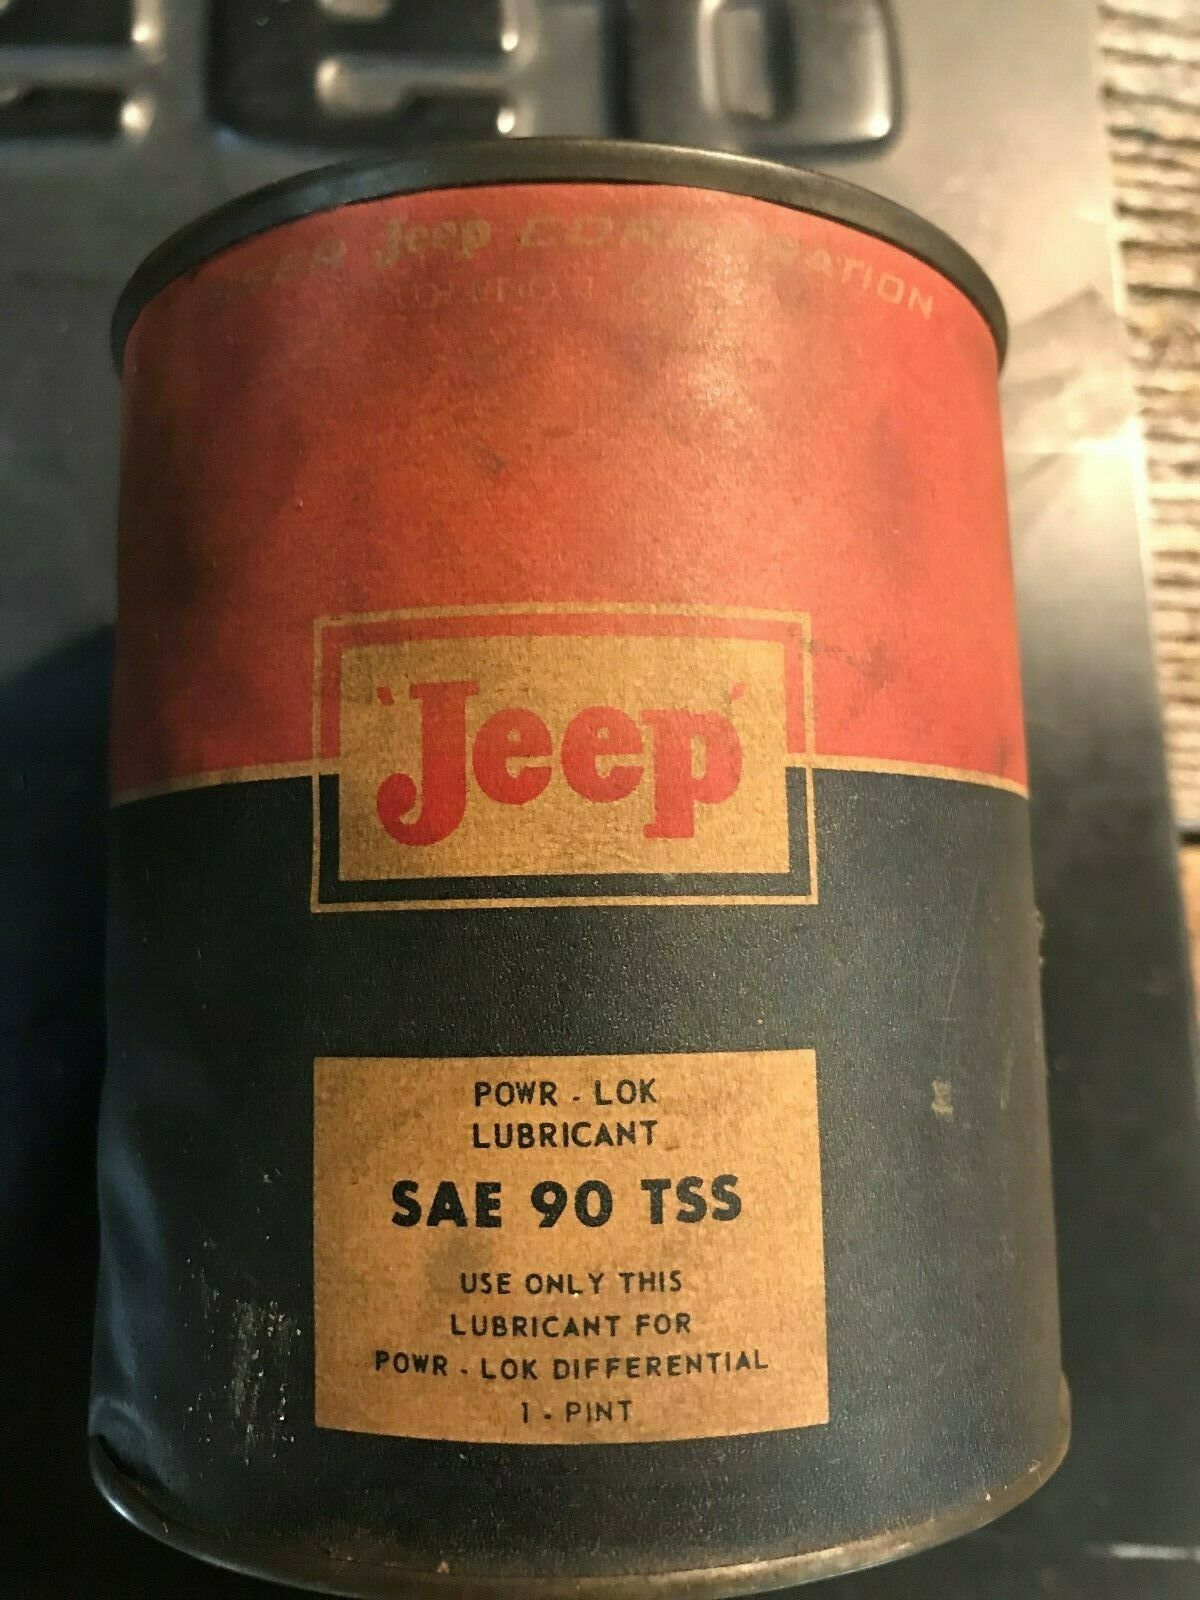 Jeep CORPORATION
'Jeep'
POWR - LOK
LUBRICANT
SAE 90 TSS
USE ONLY THIS
LUBRICANT FOR
POWR - LOK DIFFERENTIAL
1 - PINT